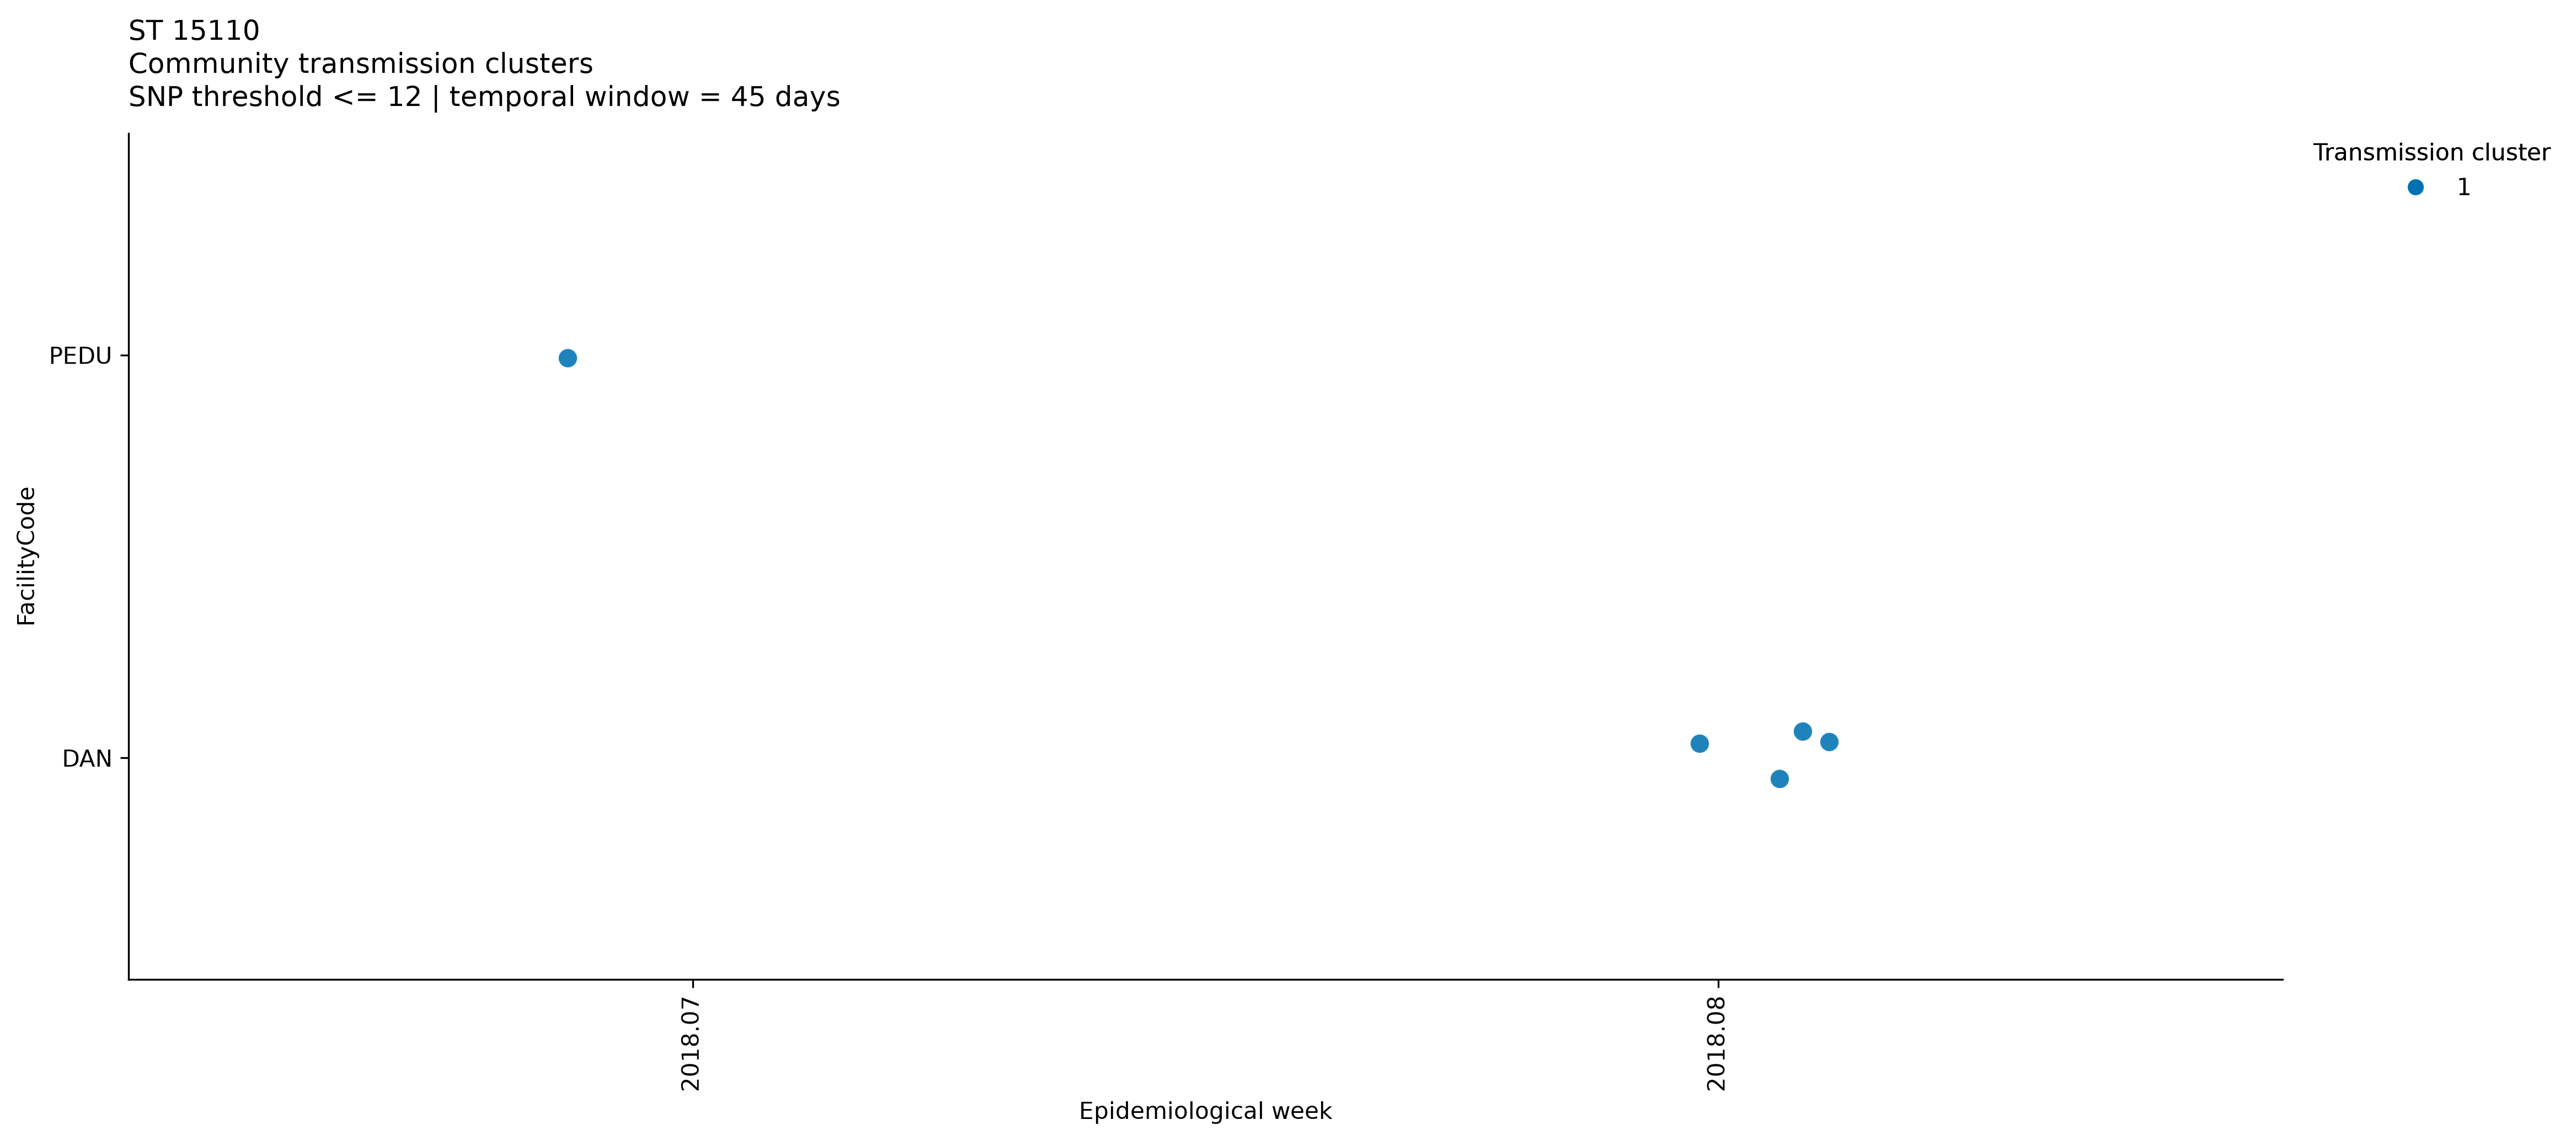 ST 15110
Community transmission clusters
SNP threshold <= 12 | temporal window = 45 days
Transmission cluster
1
PEDU
DAN
FacilityCode
2018.07
2018.08
Epidemiological week